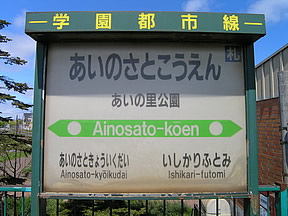 学園都市線
札
あいのさとこうえん
あいの里公園
Ainosato-kōen
あいのさときょういくだい
Ainosato-kyōikudai
いしかりふとみ
Ishikari-futomi